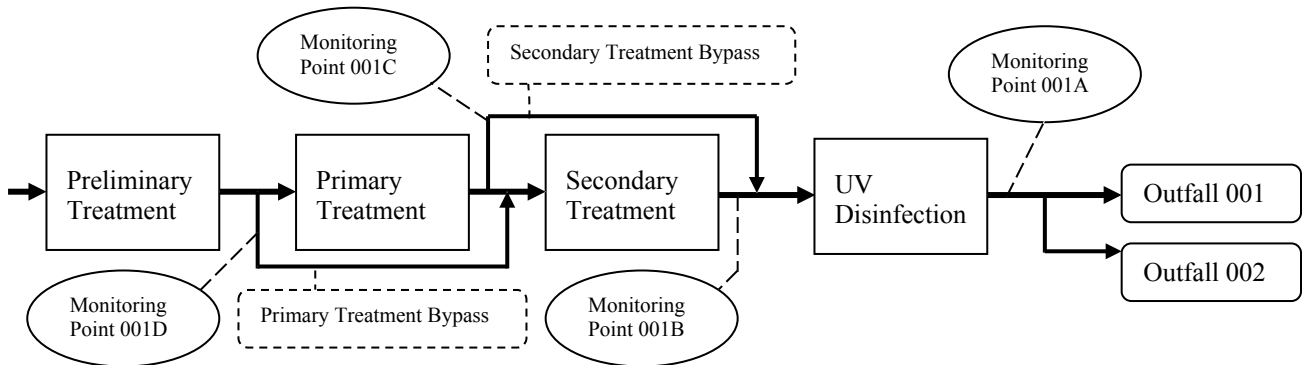 Monitoring
Point 001C
Secondary Treatment Bypass
Monitoring
Point 001A
Preliminary
Treatment
Primary
Treatment
Secondary
Treatment
UV
Disinfection
Outfall 001
Outfall 002
Monitoring
Point 001D
Primary Treatment Bypass
Monitoring
Point 001B